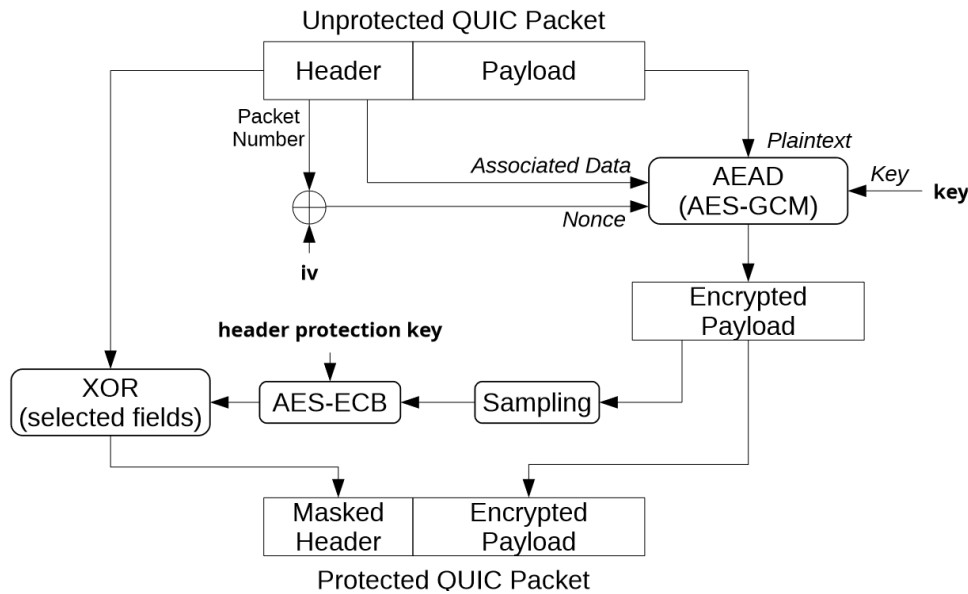 Unprotected QUIC Packet
Header
Payload
Packet
Number
Plaintext
Associated Data
AEAD
(AES-GCM)
Key
key
Nonce
iv
Encrypted
Payload
header protection key
XOR
(selected fields)
AES-ECB
Sampling
Masked
Header
Encrypted
Payload
Protected QUIC Packet